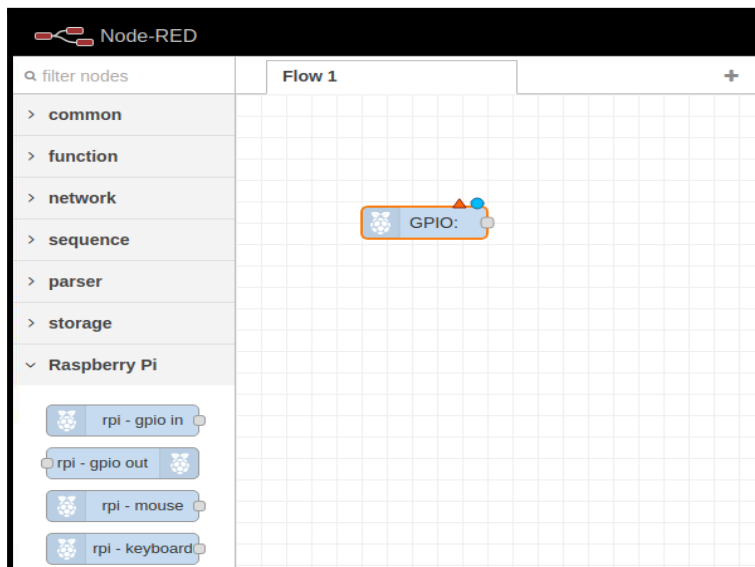 Node-RED
filter nodes
Flow 1
common
function
network
sequence
parser
storage
Raspberry Pi
rpi - gpio in
rpi - gpio out
rpi - mouse
rpi - keyboard
GPIO: